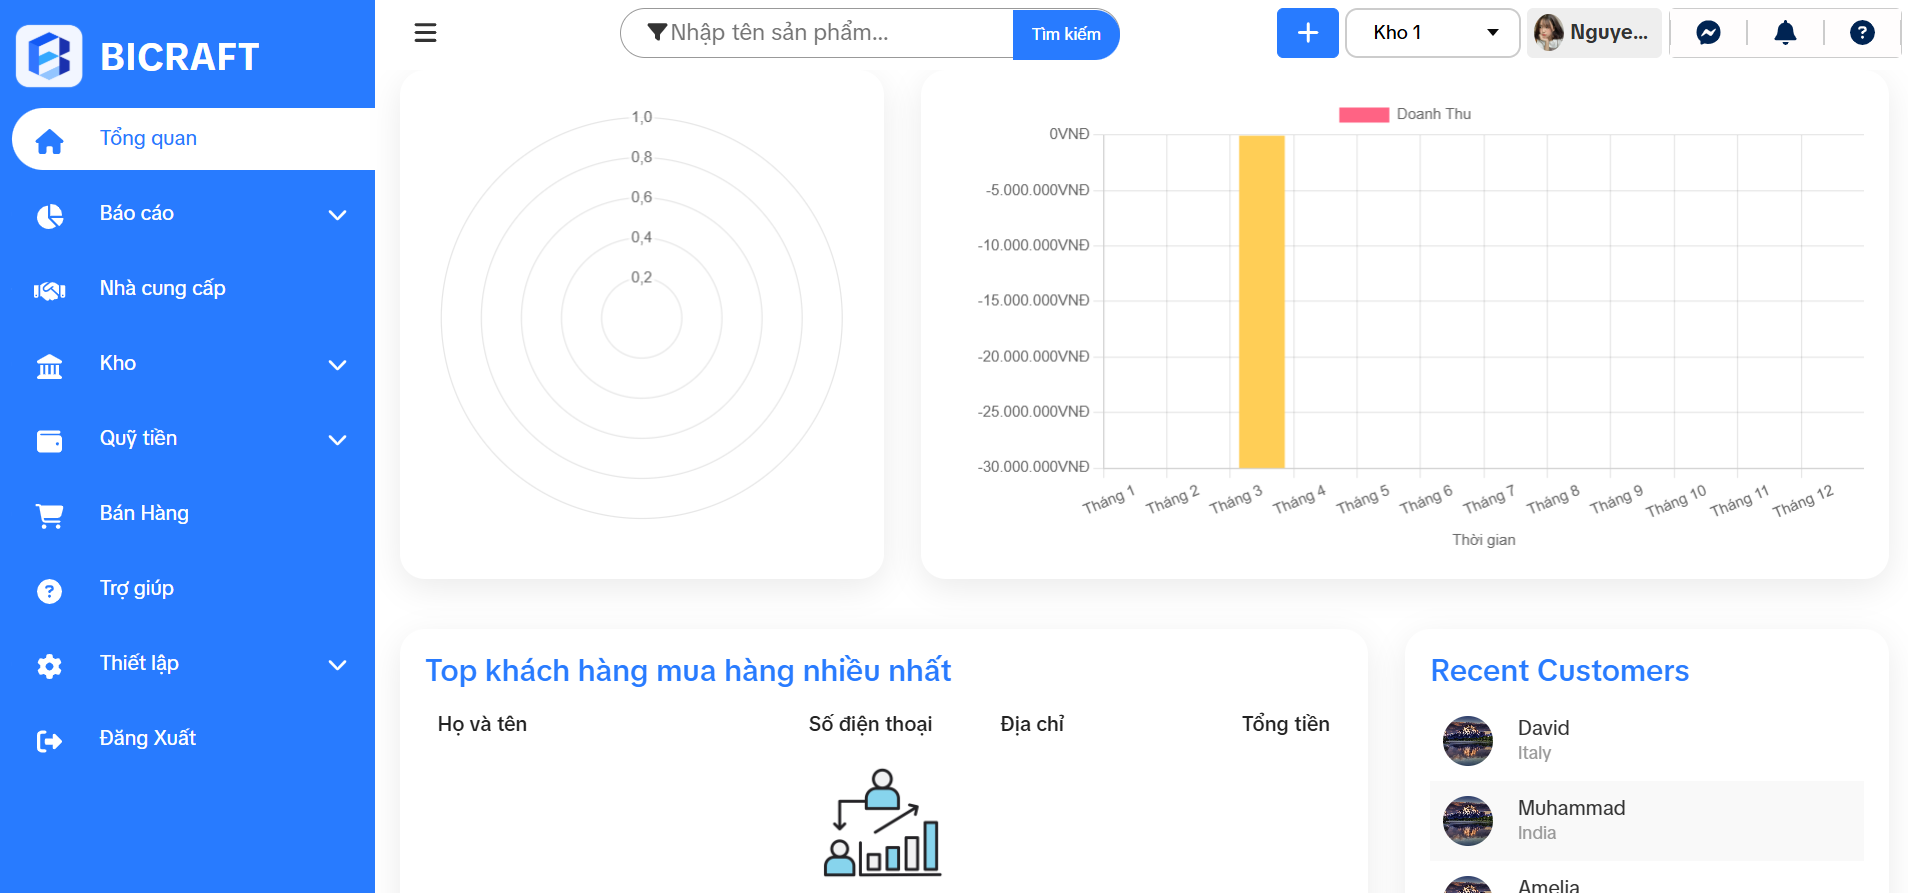 BICRAFT
Tổng quan
Báo cáo
Nhà cung cấp
Kho
Quỹ tiền
Bán Hàng
Trợ giúp
Thiết lập
Đăng Xuất
Nhập tên sản phẩm...
Tìm kiếm
Kho 1
Nguye...
1,0
0,8
0,6
0,4
0,2
Doanh Thu
0VNĐ
-5.000.000VNĐ
-10.000.000VNĐ
-15.000.000VNĐ
-20.000.000VNĐ
-25.000.000VNĐ
-30.000.000VNĐ
Tháng 1
Tháng 2
Tháng 3
Tháng 4
Tháng 5
Tháng 6
Tháng 7
Tháng 8
Tháng 9
Tháng 10
Tháng 11
Tháng 12
Thời gian
Top khách hàng mua hàng nhiều nhất
Họ và tên
Số điện thoại
Địa chỉ
Tổng tiền
Recent Customers
David
Italy
Muhammad
India
Amelia